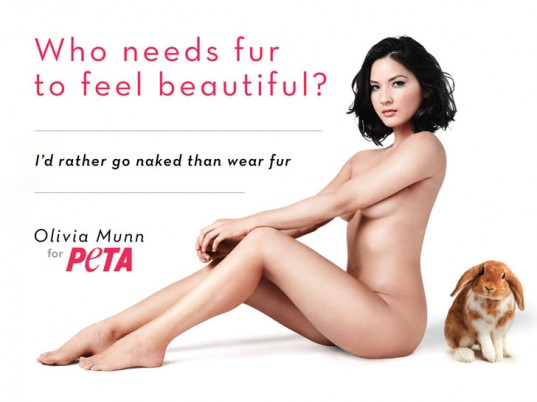 Who needs fur
to feel beautiful?
I'd rather go naked than wear fur
Olivia Munn
for PETA